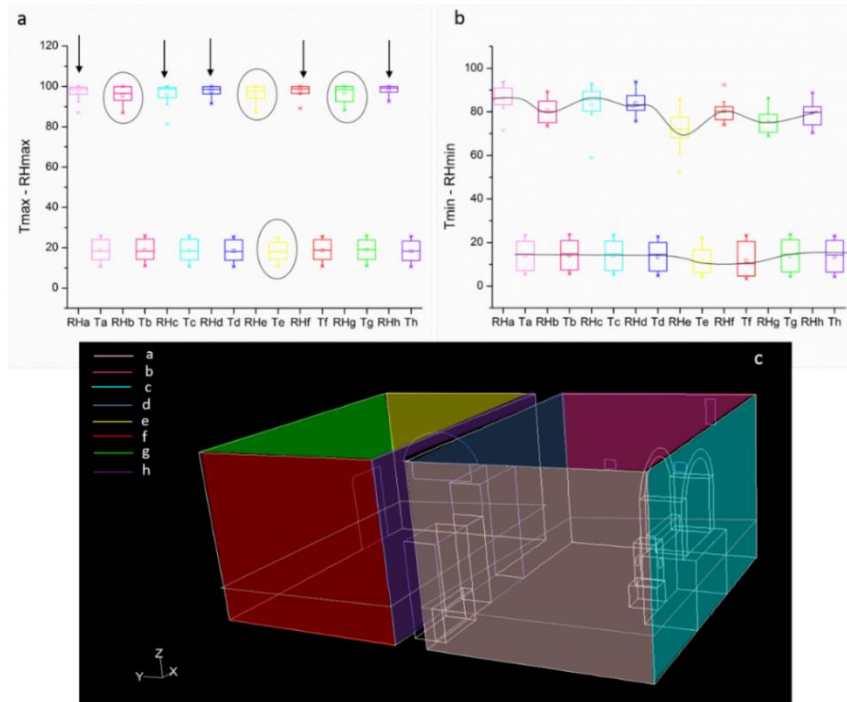 a
Tmax - RHmax
120
100
80
60
40
20
0
RHa Ta RHb Tb RHc Tc RHd Td RHe Te RHf Tf RHg Tg RHh Th
b
Tmin - RHmin
100
80
60
40
20
0
RHa Ta RHb Tb RHc Tc RHd Td RHe Te RHf Tf RHg Tg RHh Th
c
a
b
c
d
e
f
g
h
Z
Y X